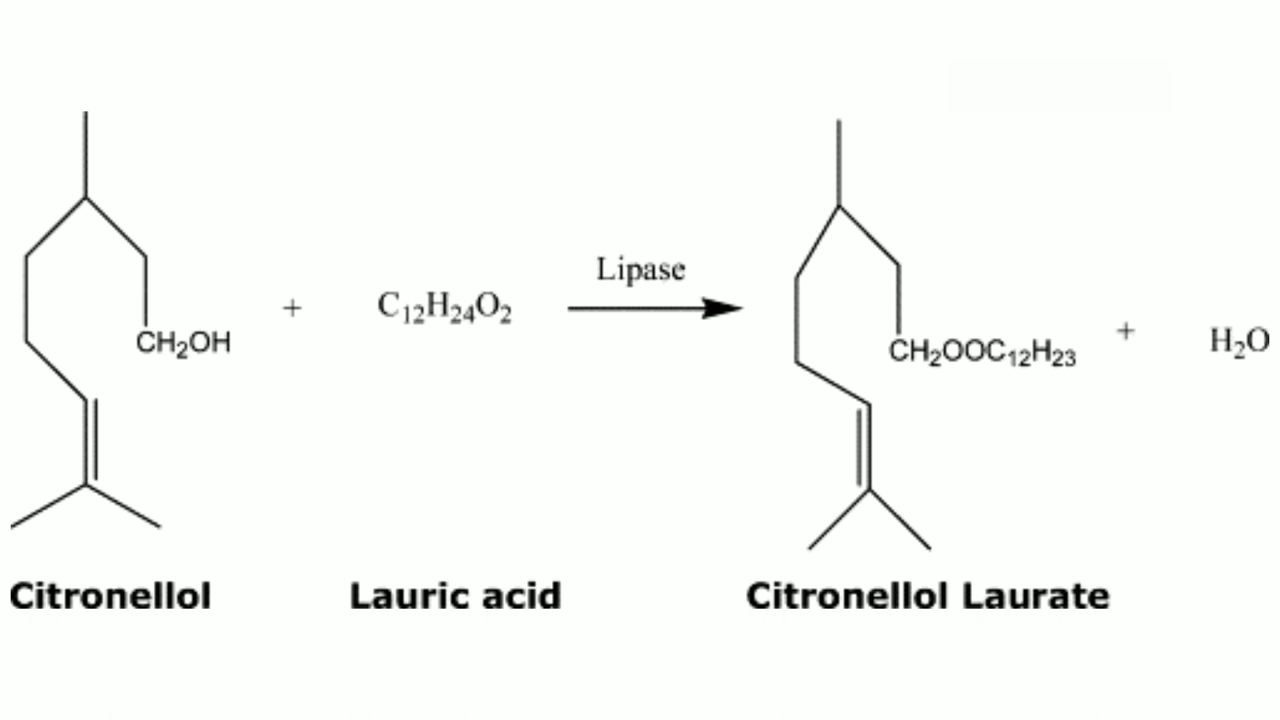 Lipase
+
C₁₂H₂₄O₂
CH₂OH
+
H₂O
CH₂OOC₁₂H₂₃
Citronellol
Lauric acid
Citronellol Laurate